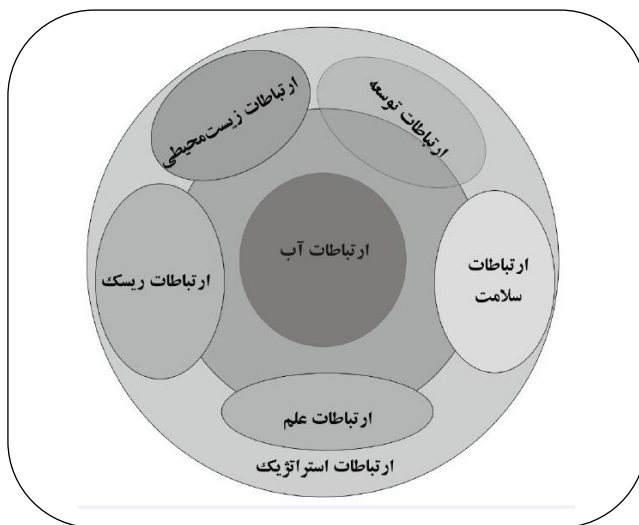 ارتباطات توسعه
ارتباطات زیست‌محیطی
ارتباطات آب
ارتباطات
سلامت
ارتباطات ریسک
ارتباطات علم
ارتباطات استراتژیک